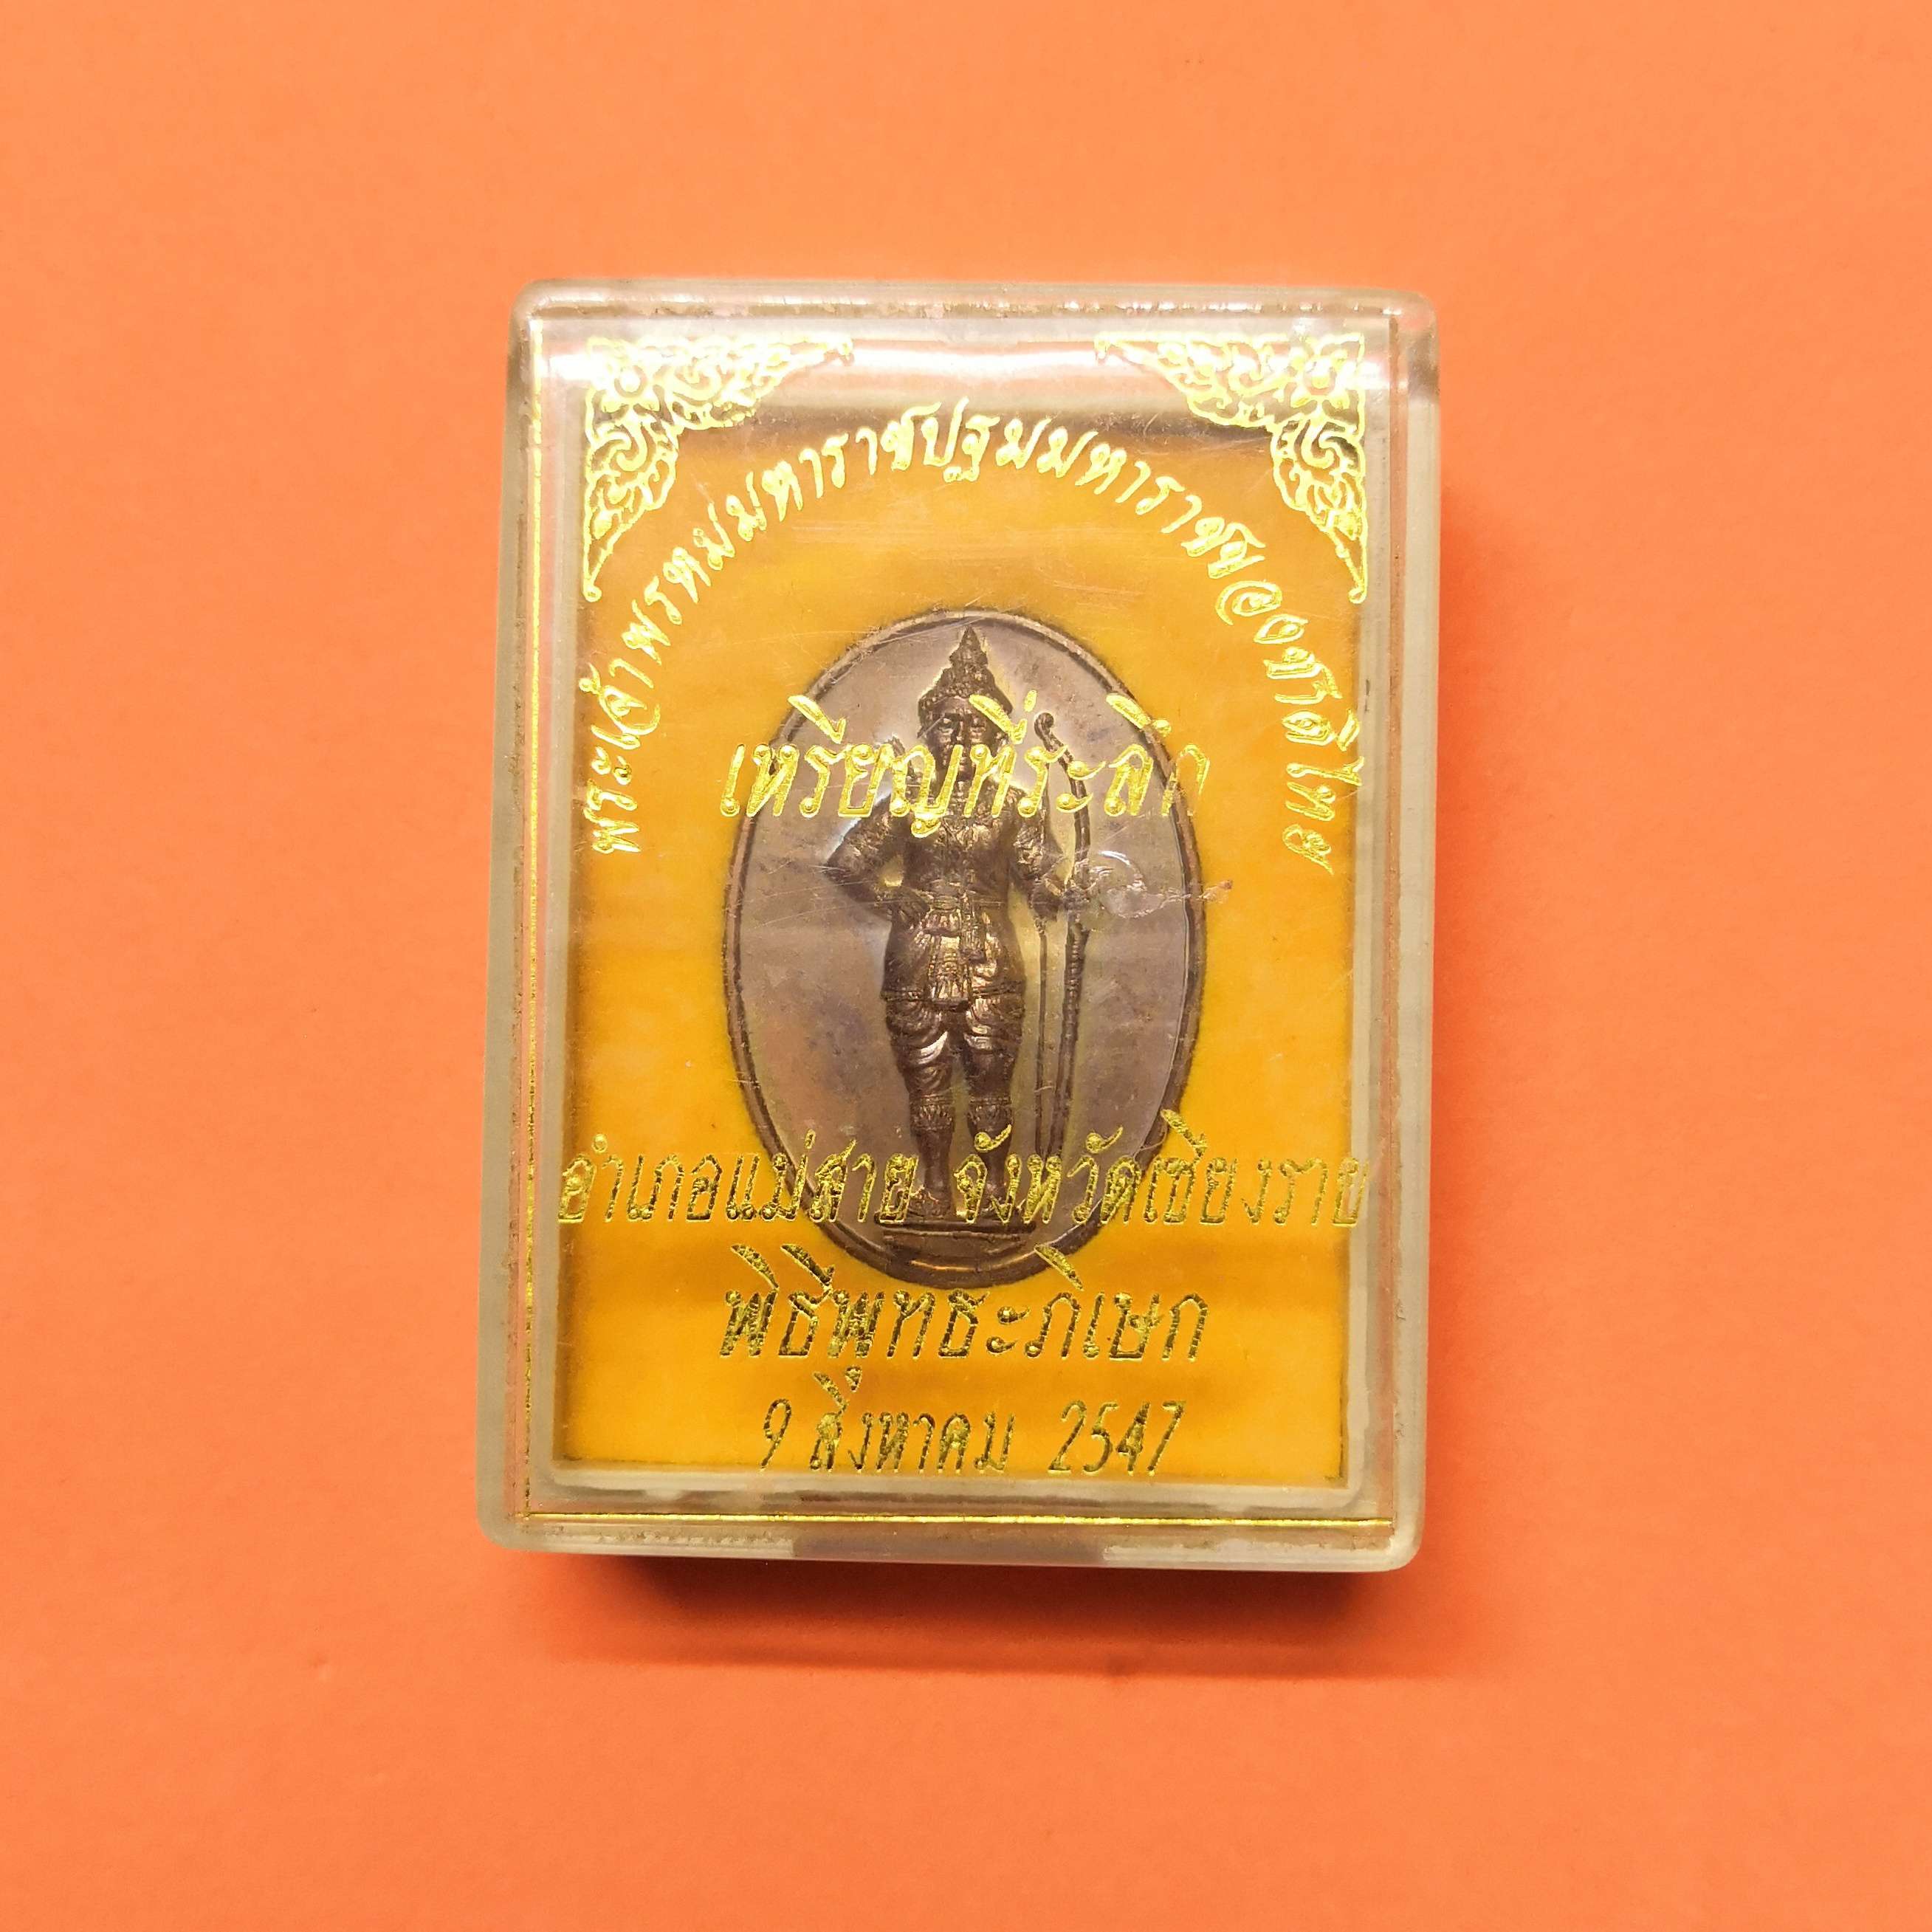 พระเจ้าพรหมมหาราชปฐมมหาราชของชาติไทย
เหรียญที่ระลึก
อำเภอแม่สาย จังหวัดเชียงราย
พิธีพุทธะภิเษก
9 สิงหาคม 2547